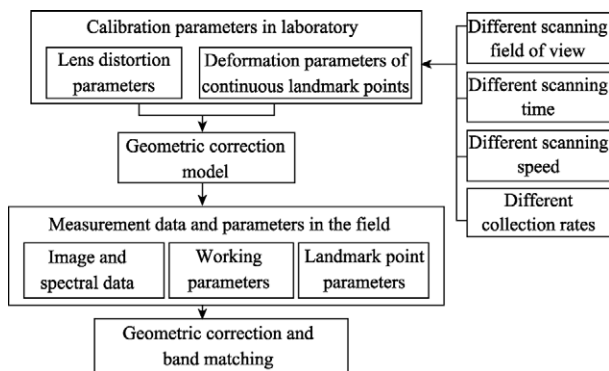 Calibration parameters in laboratory
Lens distortion
parameters
Deformation parameters of
continuous landmark points
Different scanning
field of view
Different scanning
time
Different scanning
speed
Different
collection rates
Geometric correction
model
Measurement data and parameters in the field
Image and
spectral data
Working
parameters
Landmark point
parameters
Geometric correction and
band matching